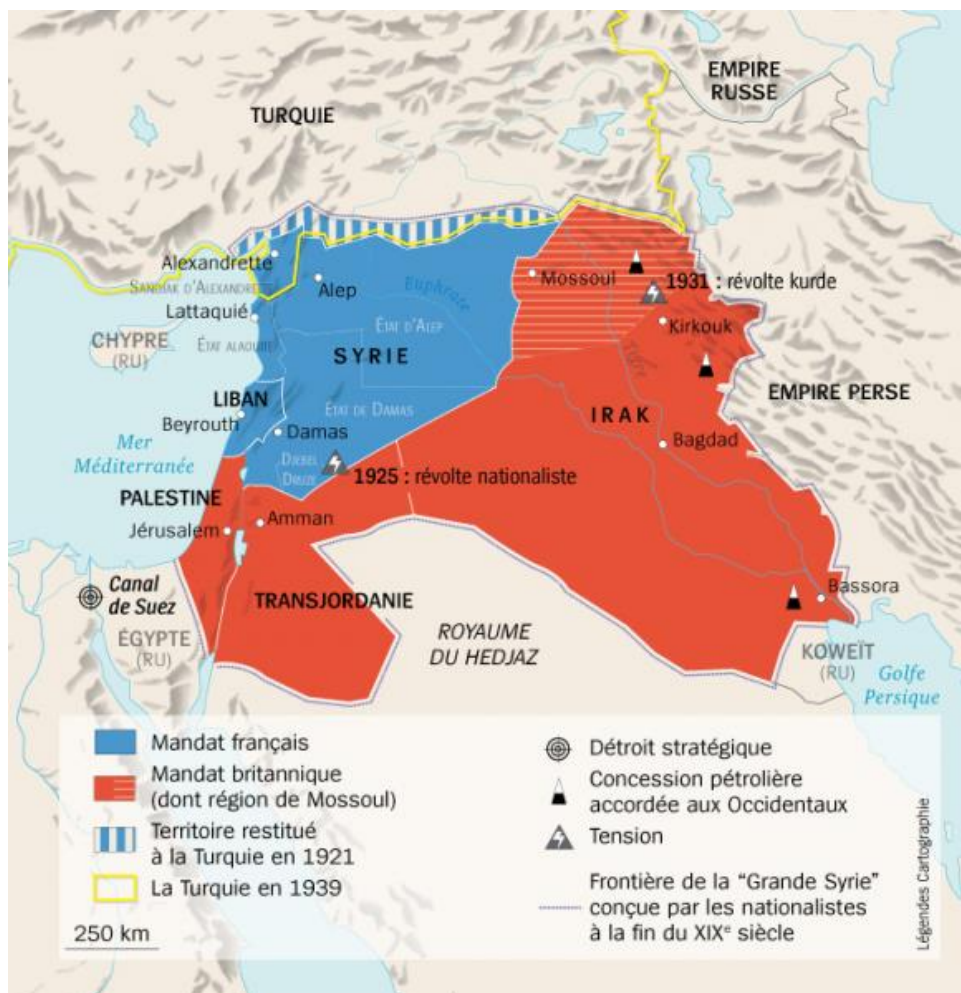 EMPIRE
RUSSE
TURQUIE
Alexandrette
SANDJAK D'ALEXANDRETTE
Alep
Euphrate
Mossoul
1931 : révolte kurde
Lattaquié
Kirkouk
CHYPRE
(RU)
ÉTAT ALAOUITE
ÉTAT D'ALEP
SYRIE
Tigre
EMPIRE PERSE
LIBAN
Beyrouth
ÉTAT DE DAMAS
IRAK
Damas
Bagdad
Mer
Méditerranée
DJEBEL
DRUZE
1925 : révolte nationaliste
PALESTINE
Jérusalem
Amman
Canal
de Suez
TRANSJORDANIE
Bassora
ÉGYPTE
(RU)
ROYAUME
DU HEDJAZ
KOWEÏT
(RU)
Golfe
Persique
Mandat français
Mandat britannique
(dont région de Mossoul)
Territoire restitué
à la Turquie en 1921
La Turquie en 1939
250 km
Détroit stratégique
Concession pétrolière
accordée aux Occidentaux
Tension
Frontière de la "Grande Syrie"
conçue par les nationalistes
à la fin du XIXe siècle
Légendes Cartographie